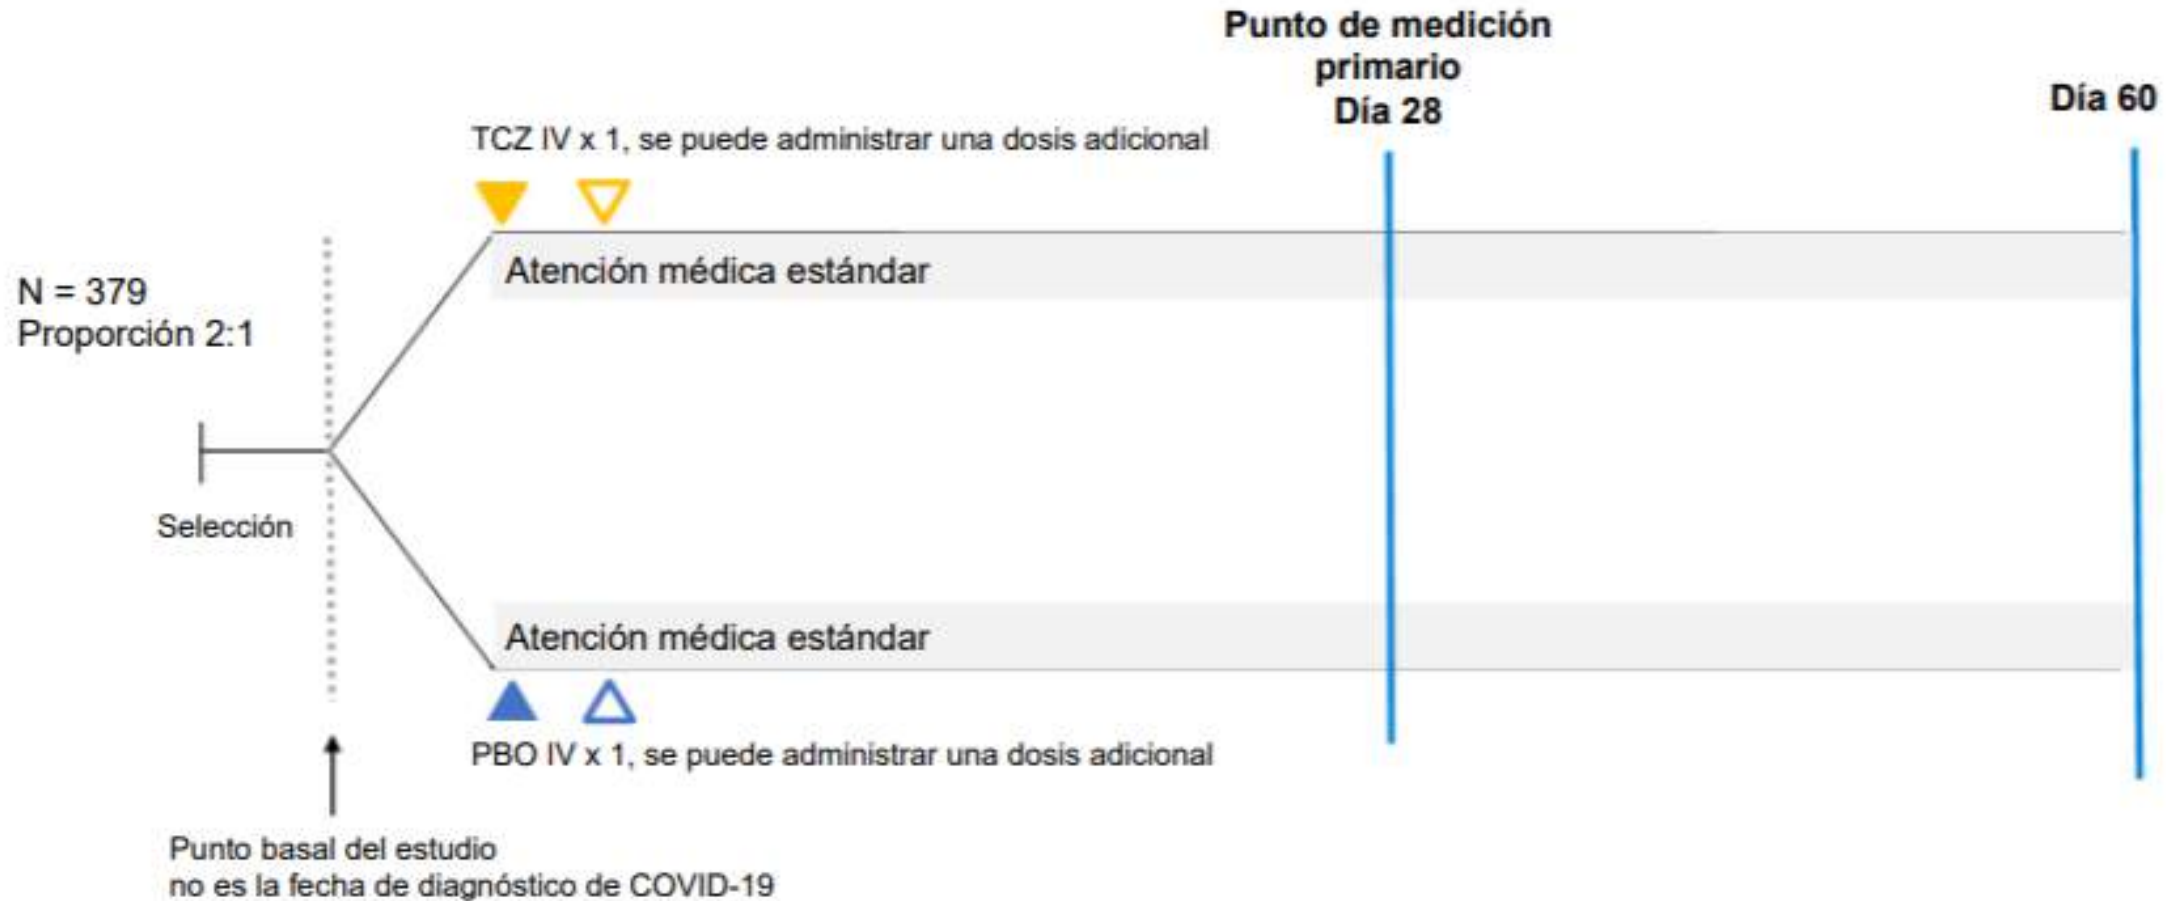 Punto de medición
primario
Día 28
Día 60
TCZ IV x 1, se puede administrar una dosis adicional
N = 379
Proporción 2:1
Atención médica estándar
Selección
Atención médica estándar
PBO IV x 1, se puede administrar una dosis adicional
Punto basal del estudio
no es la fecha de diagnóstico de COVID-19